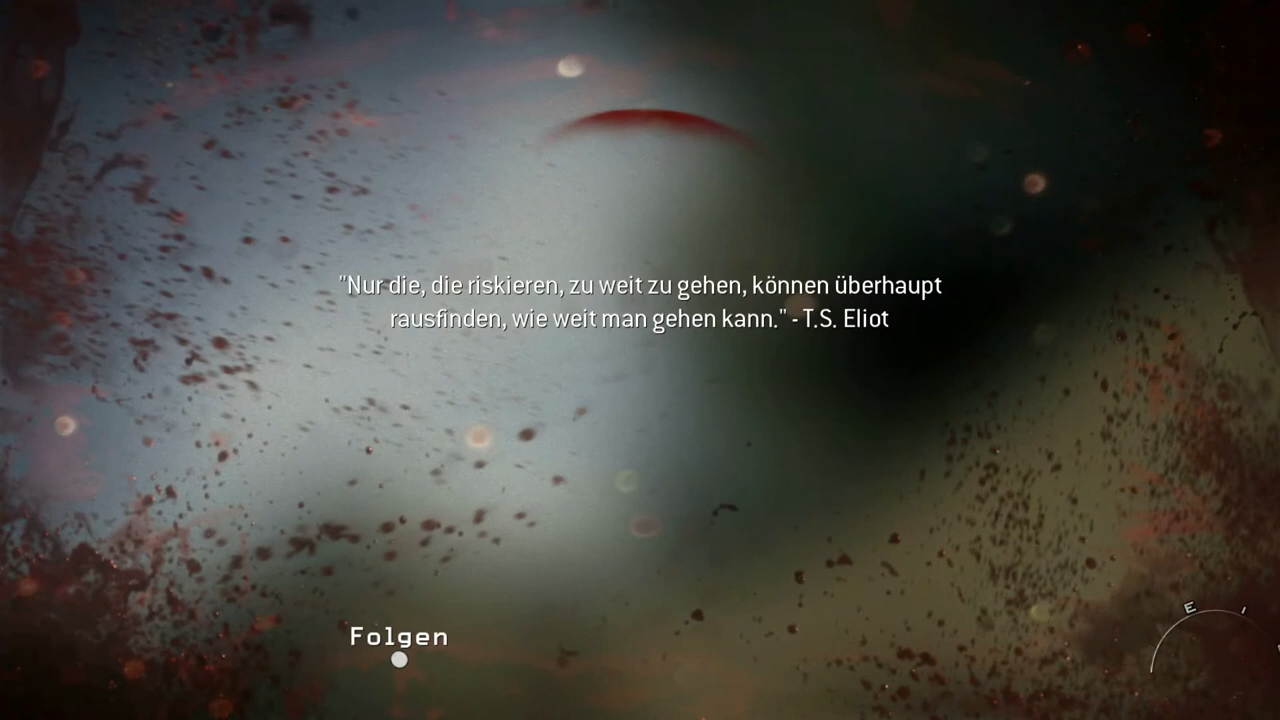 "Nur die, die riskieren, zu weit zu gehen, können überhaupt
rausfinden, wie weit man gehen kann." - T.S. Eliot
Folgen
E